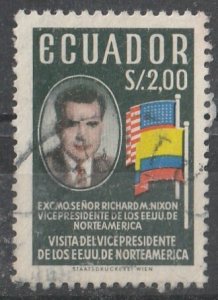 ECUADOR
S/.2,00
EXCMO.SEÑOR RICHARD M.NIXON
VICEPRESIDENTE DE LOS EE.UU.DE
NORTEAMERICA
VISITA DEL VICEPRESIDENTE
DE LOS EE.UU. DE NORTEAMERICA
STAATSDRUCKEREI WIEN